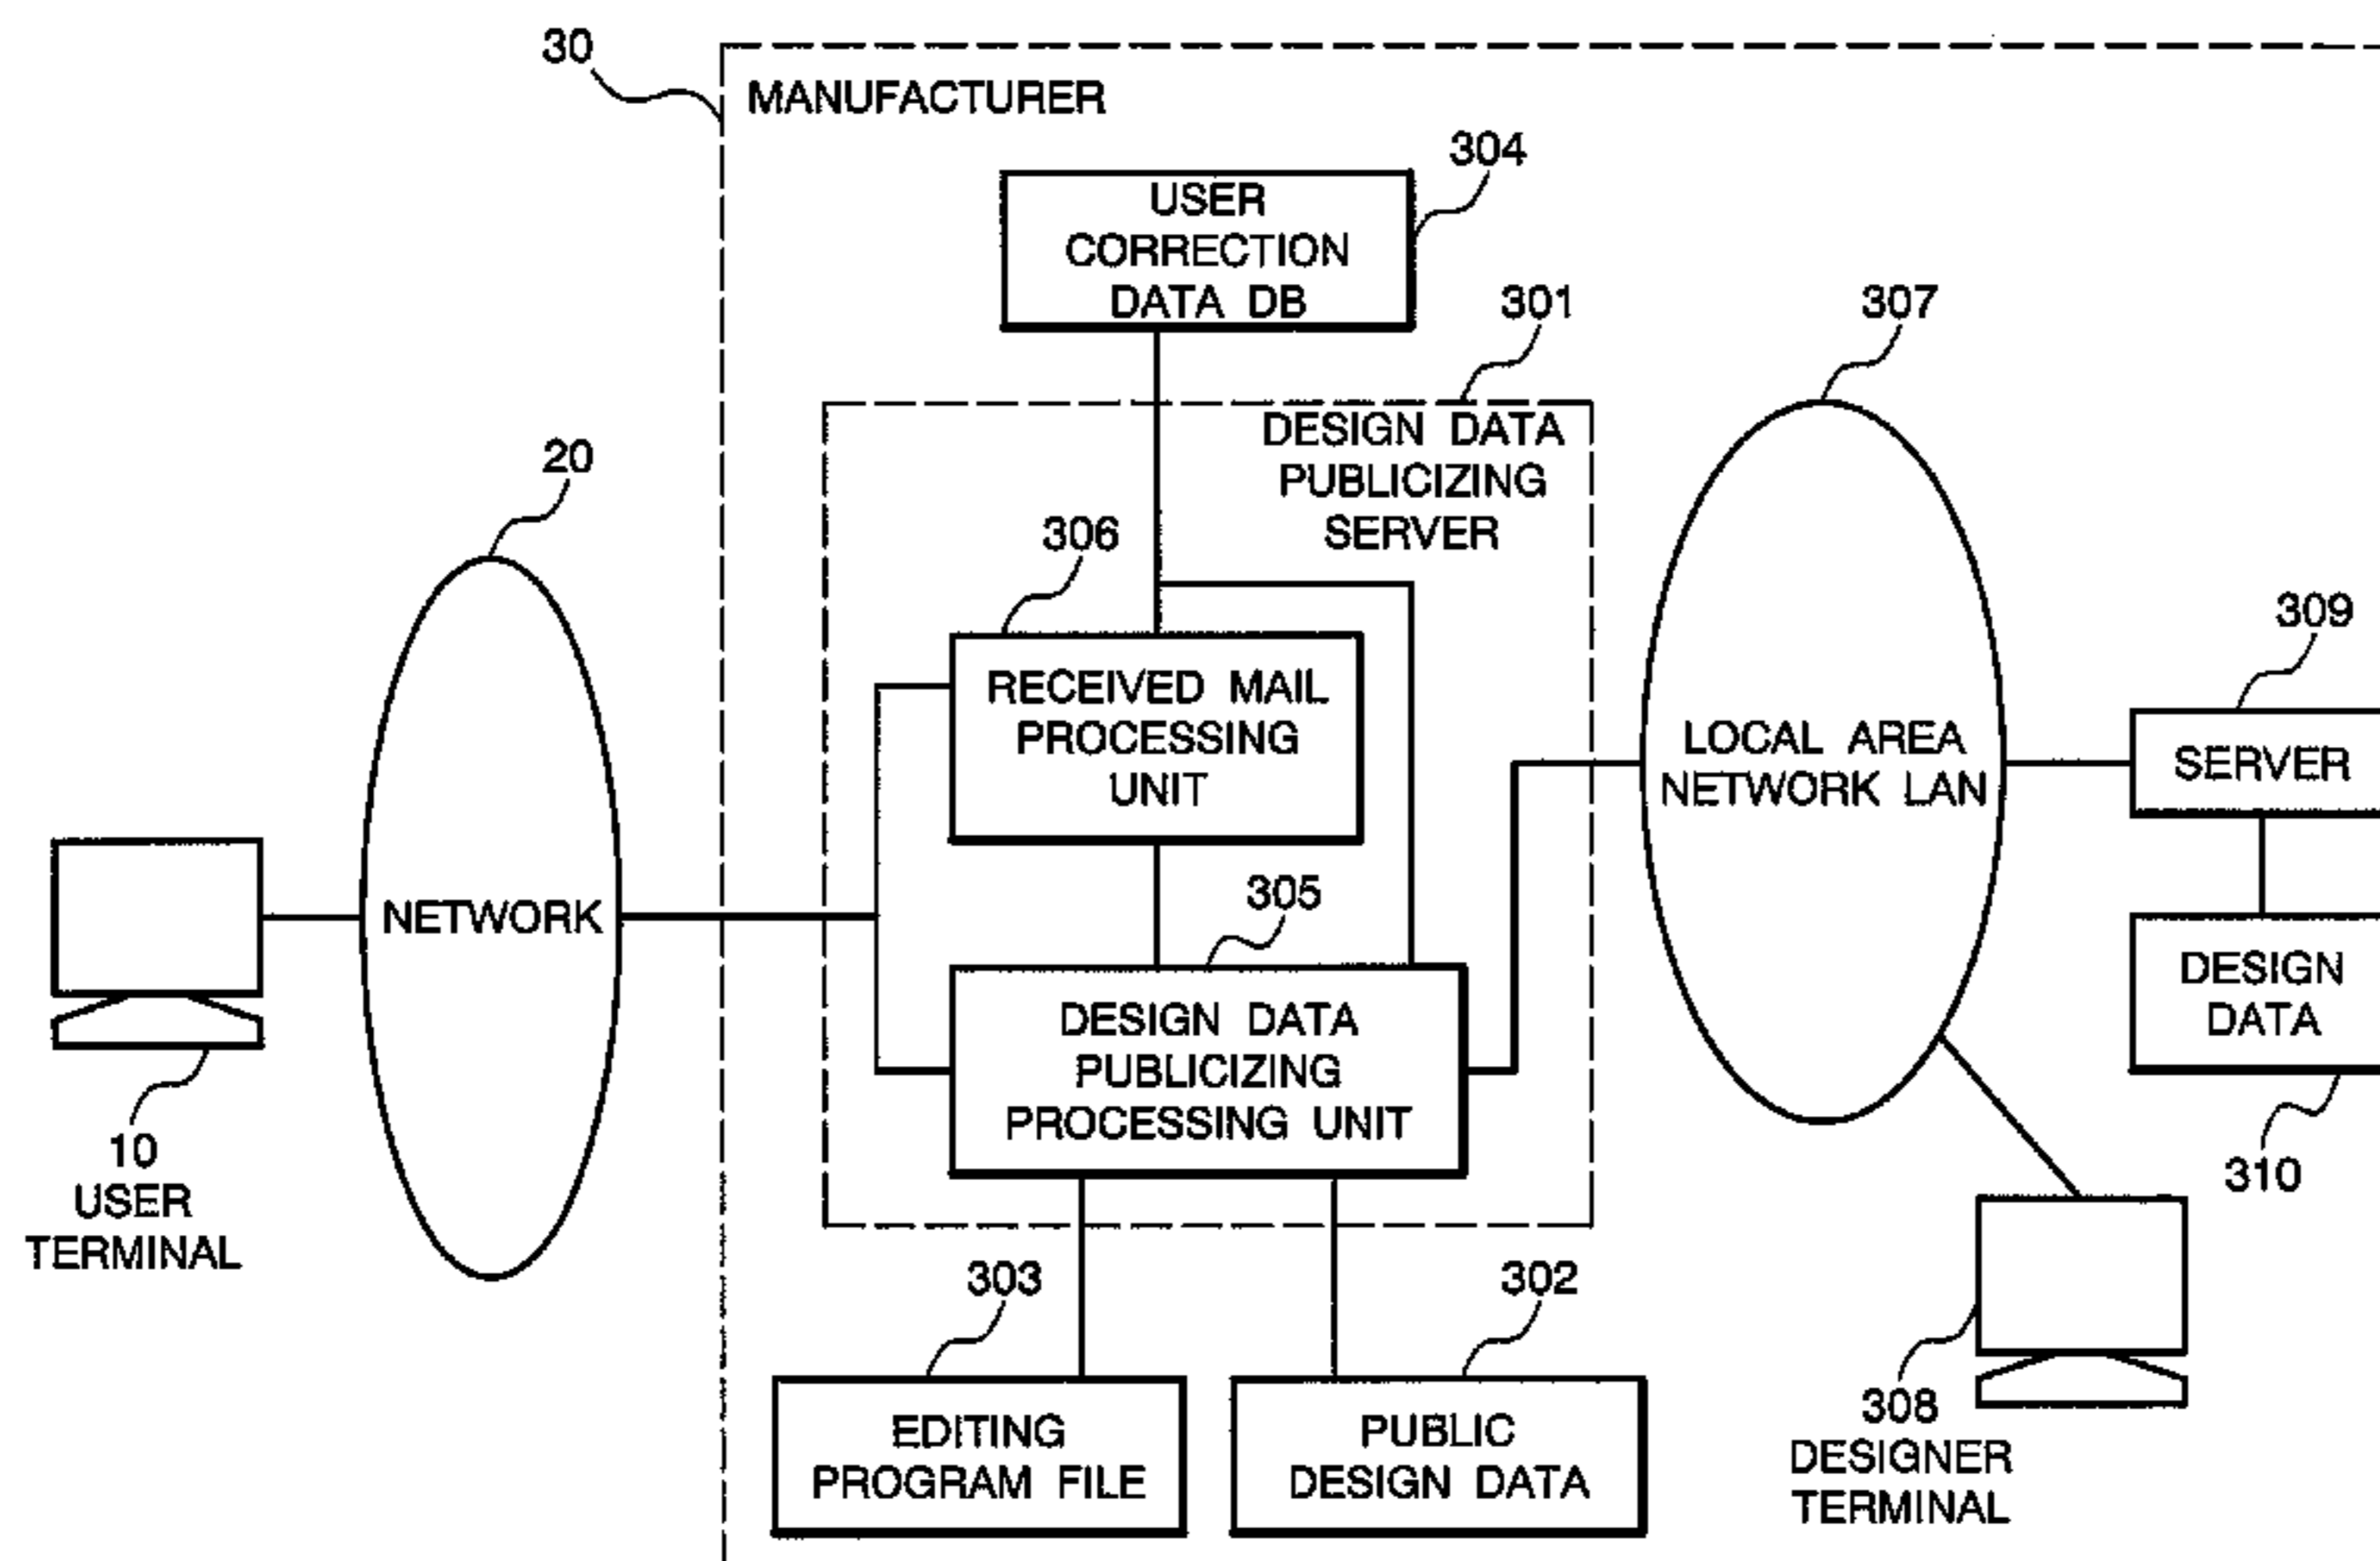 30
MANUFACTURER
304
USER
CORRECTION
DATA DB
301
307
DESIGN DATA
PUBLICIZING
SERVER
20
306
309
RECEIVED MAIL
PROCESSING
UNIT
LOCAL AREA
NETWORK LAN
SERVER
NETWORK
305
DESIGN
DATA
DESIGN DATA
PUBLICIZING
PROCESSING UNIT
310
10
USER
TERMINAL
303
302
EDITING
PROGRAM FILE
PUBLIC
DESIGN DATA
308
DESIGNER
TERMINAL